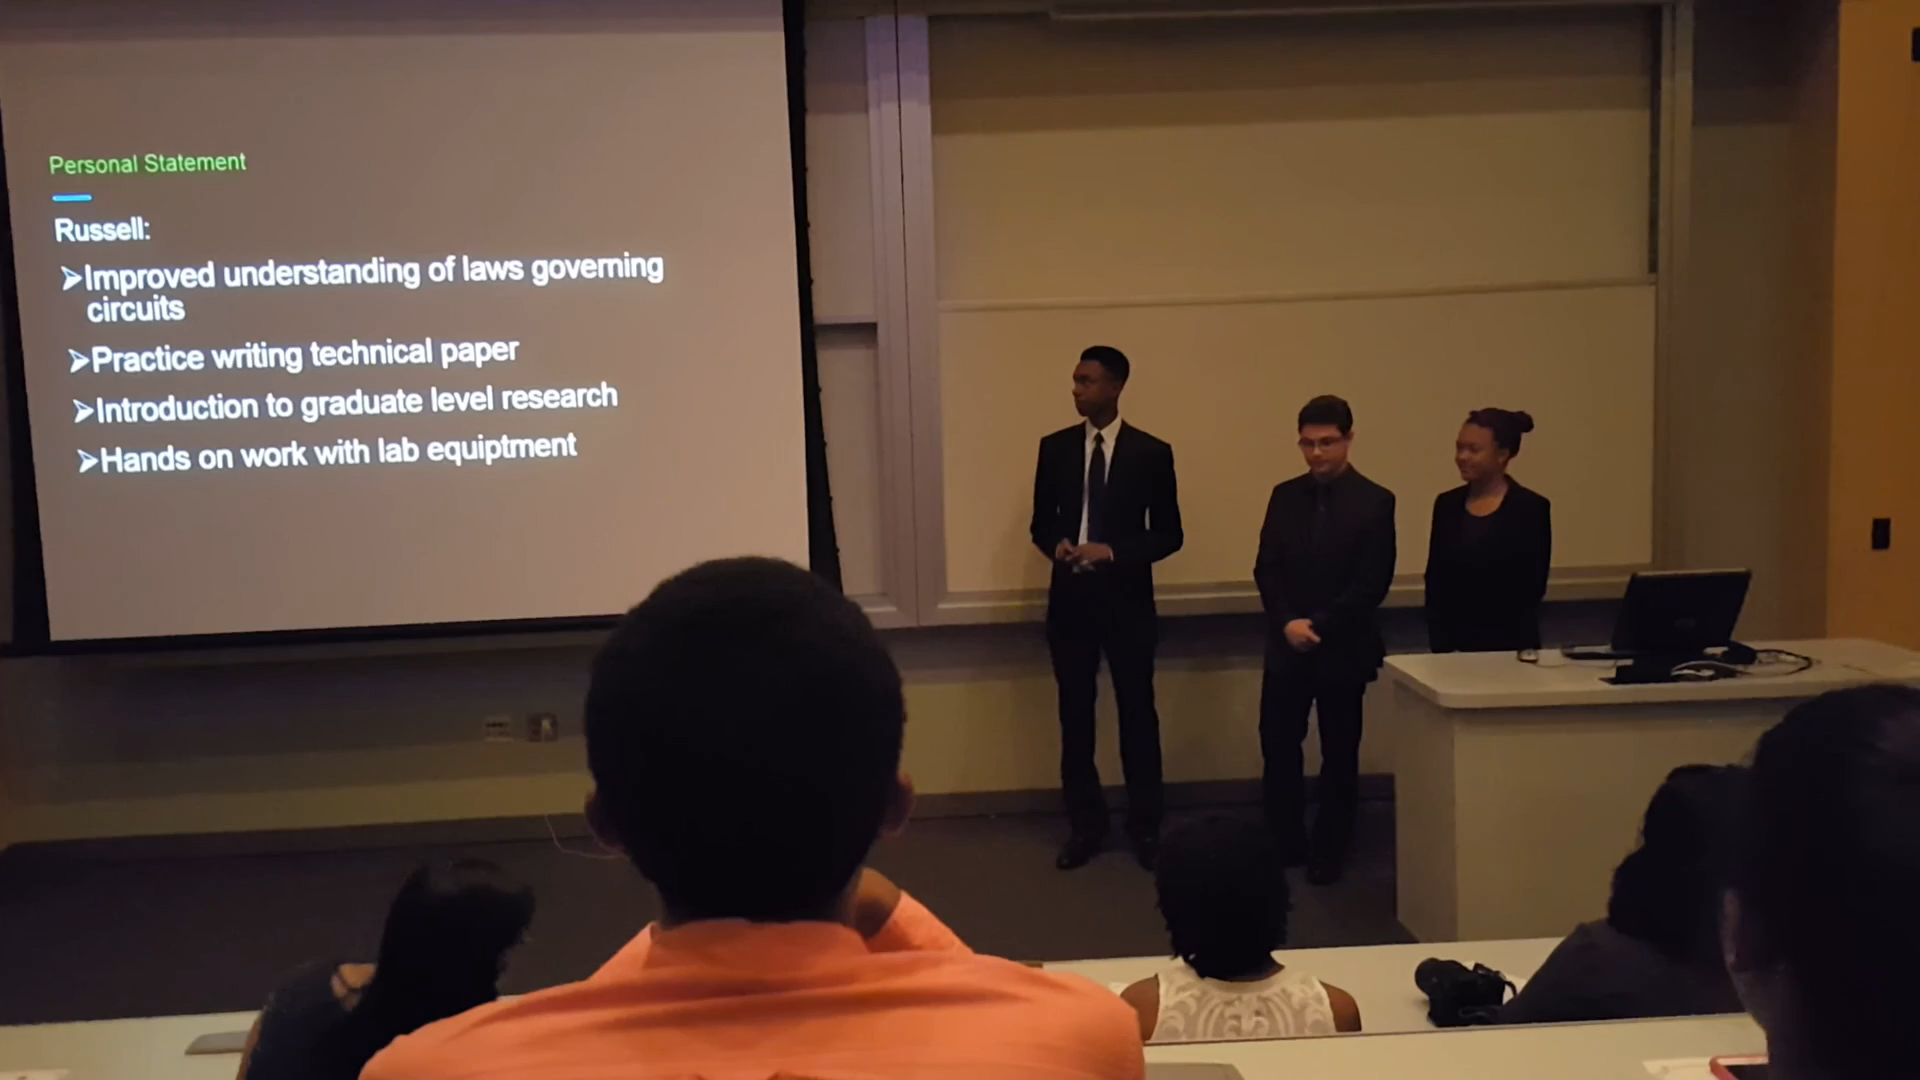 Personal Statement
Russell:
➢Improved understanding of laws governing
circuits
➢Practice writing technical paper
➢Introduction to graduate level research
➢Hands on work with lab equiptment